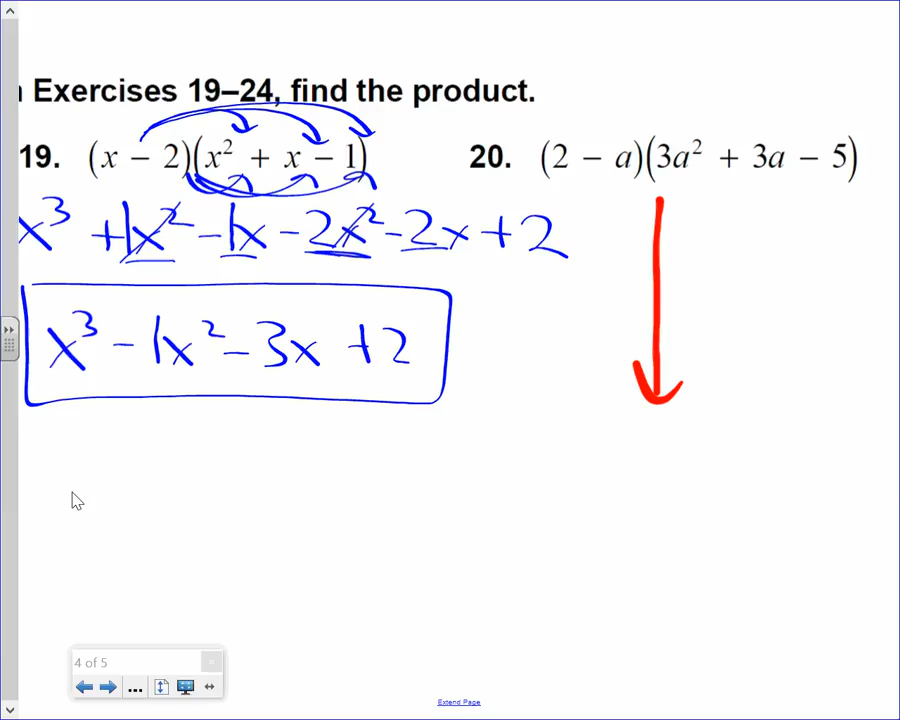 Exercises 19–24, find the product.
19. (x − 2)(x² + x − 1) 20. (2 − a)(3a² + 3a − 5)
x³ + 1x² − 1x − 2x² − 2x + 2
x³ − 1x² − 3x + 2
4 of 5
...
Extend Page